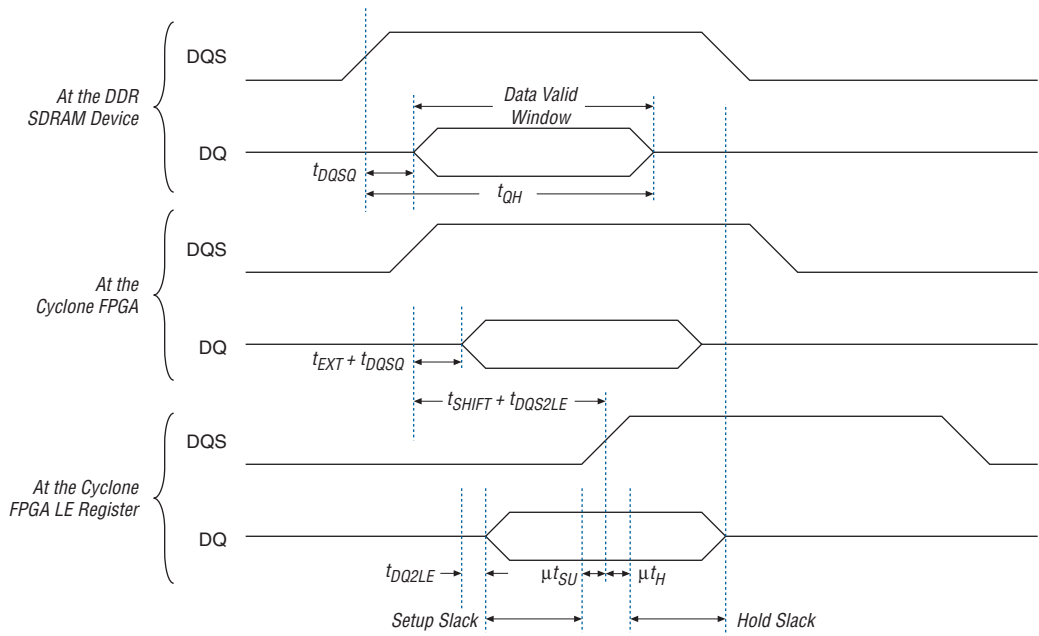 At the DDR
SDRAM Device
DQS
Data Valid
Window
DQ
tDQSQ
tQH
At the
Cyclone FPGA
DQS
DQ
tEXT + tDQSQ
tSHIFT + tDQS2LE
At the Cyclone
FPGA LE Register
DQS
DQ
tDQ2LE
μtSU
μtH
Setup Slack
Hold Slack